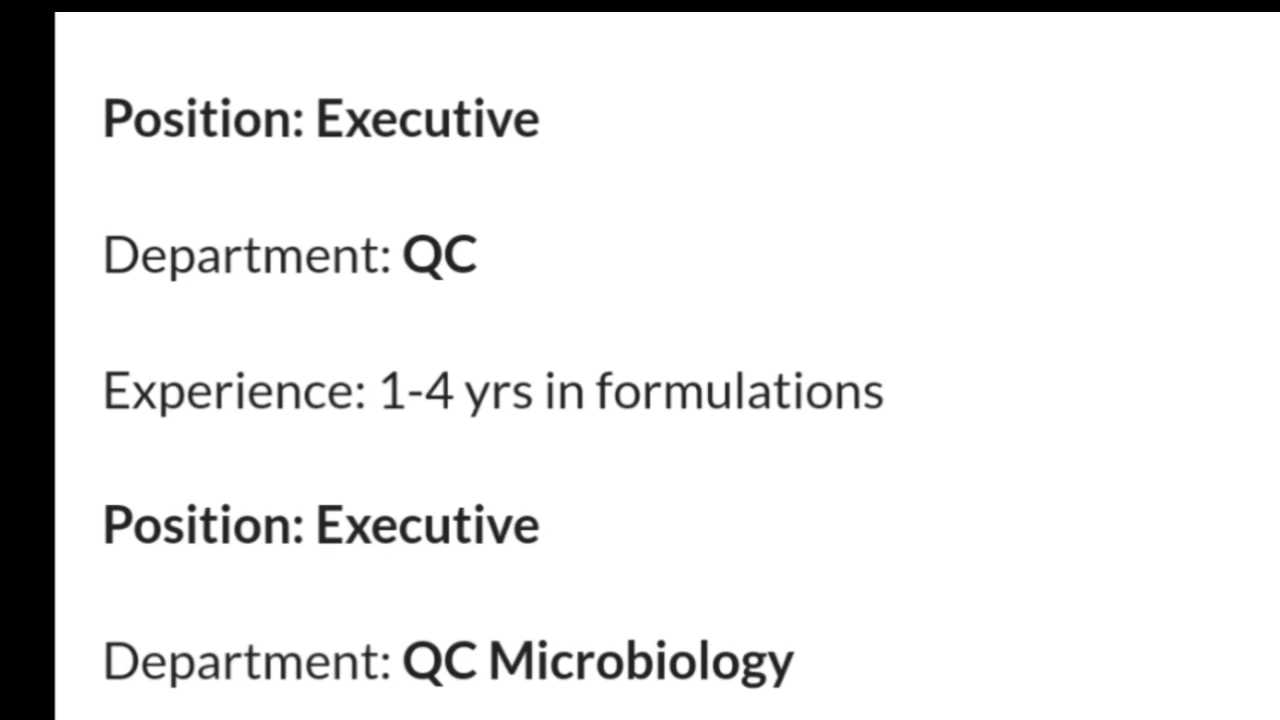 Position: Executive
Department: QC
Experience: 1-4 yrs in formulations
Position: Executive
Department: QC Microbiology